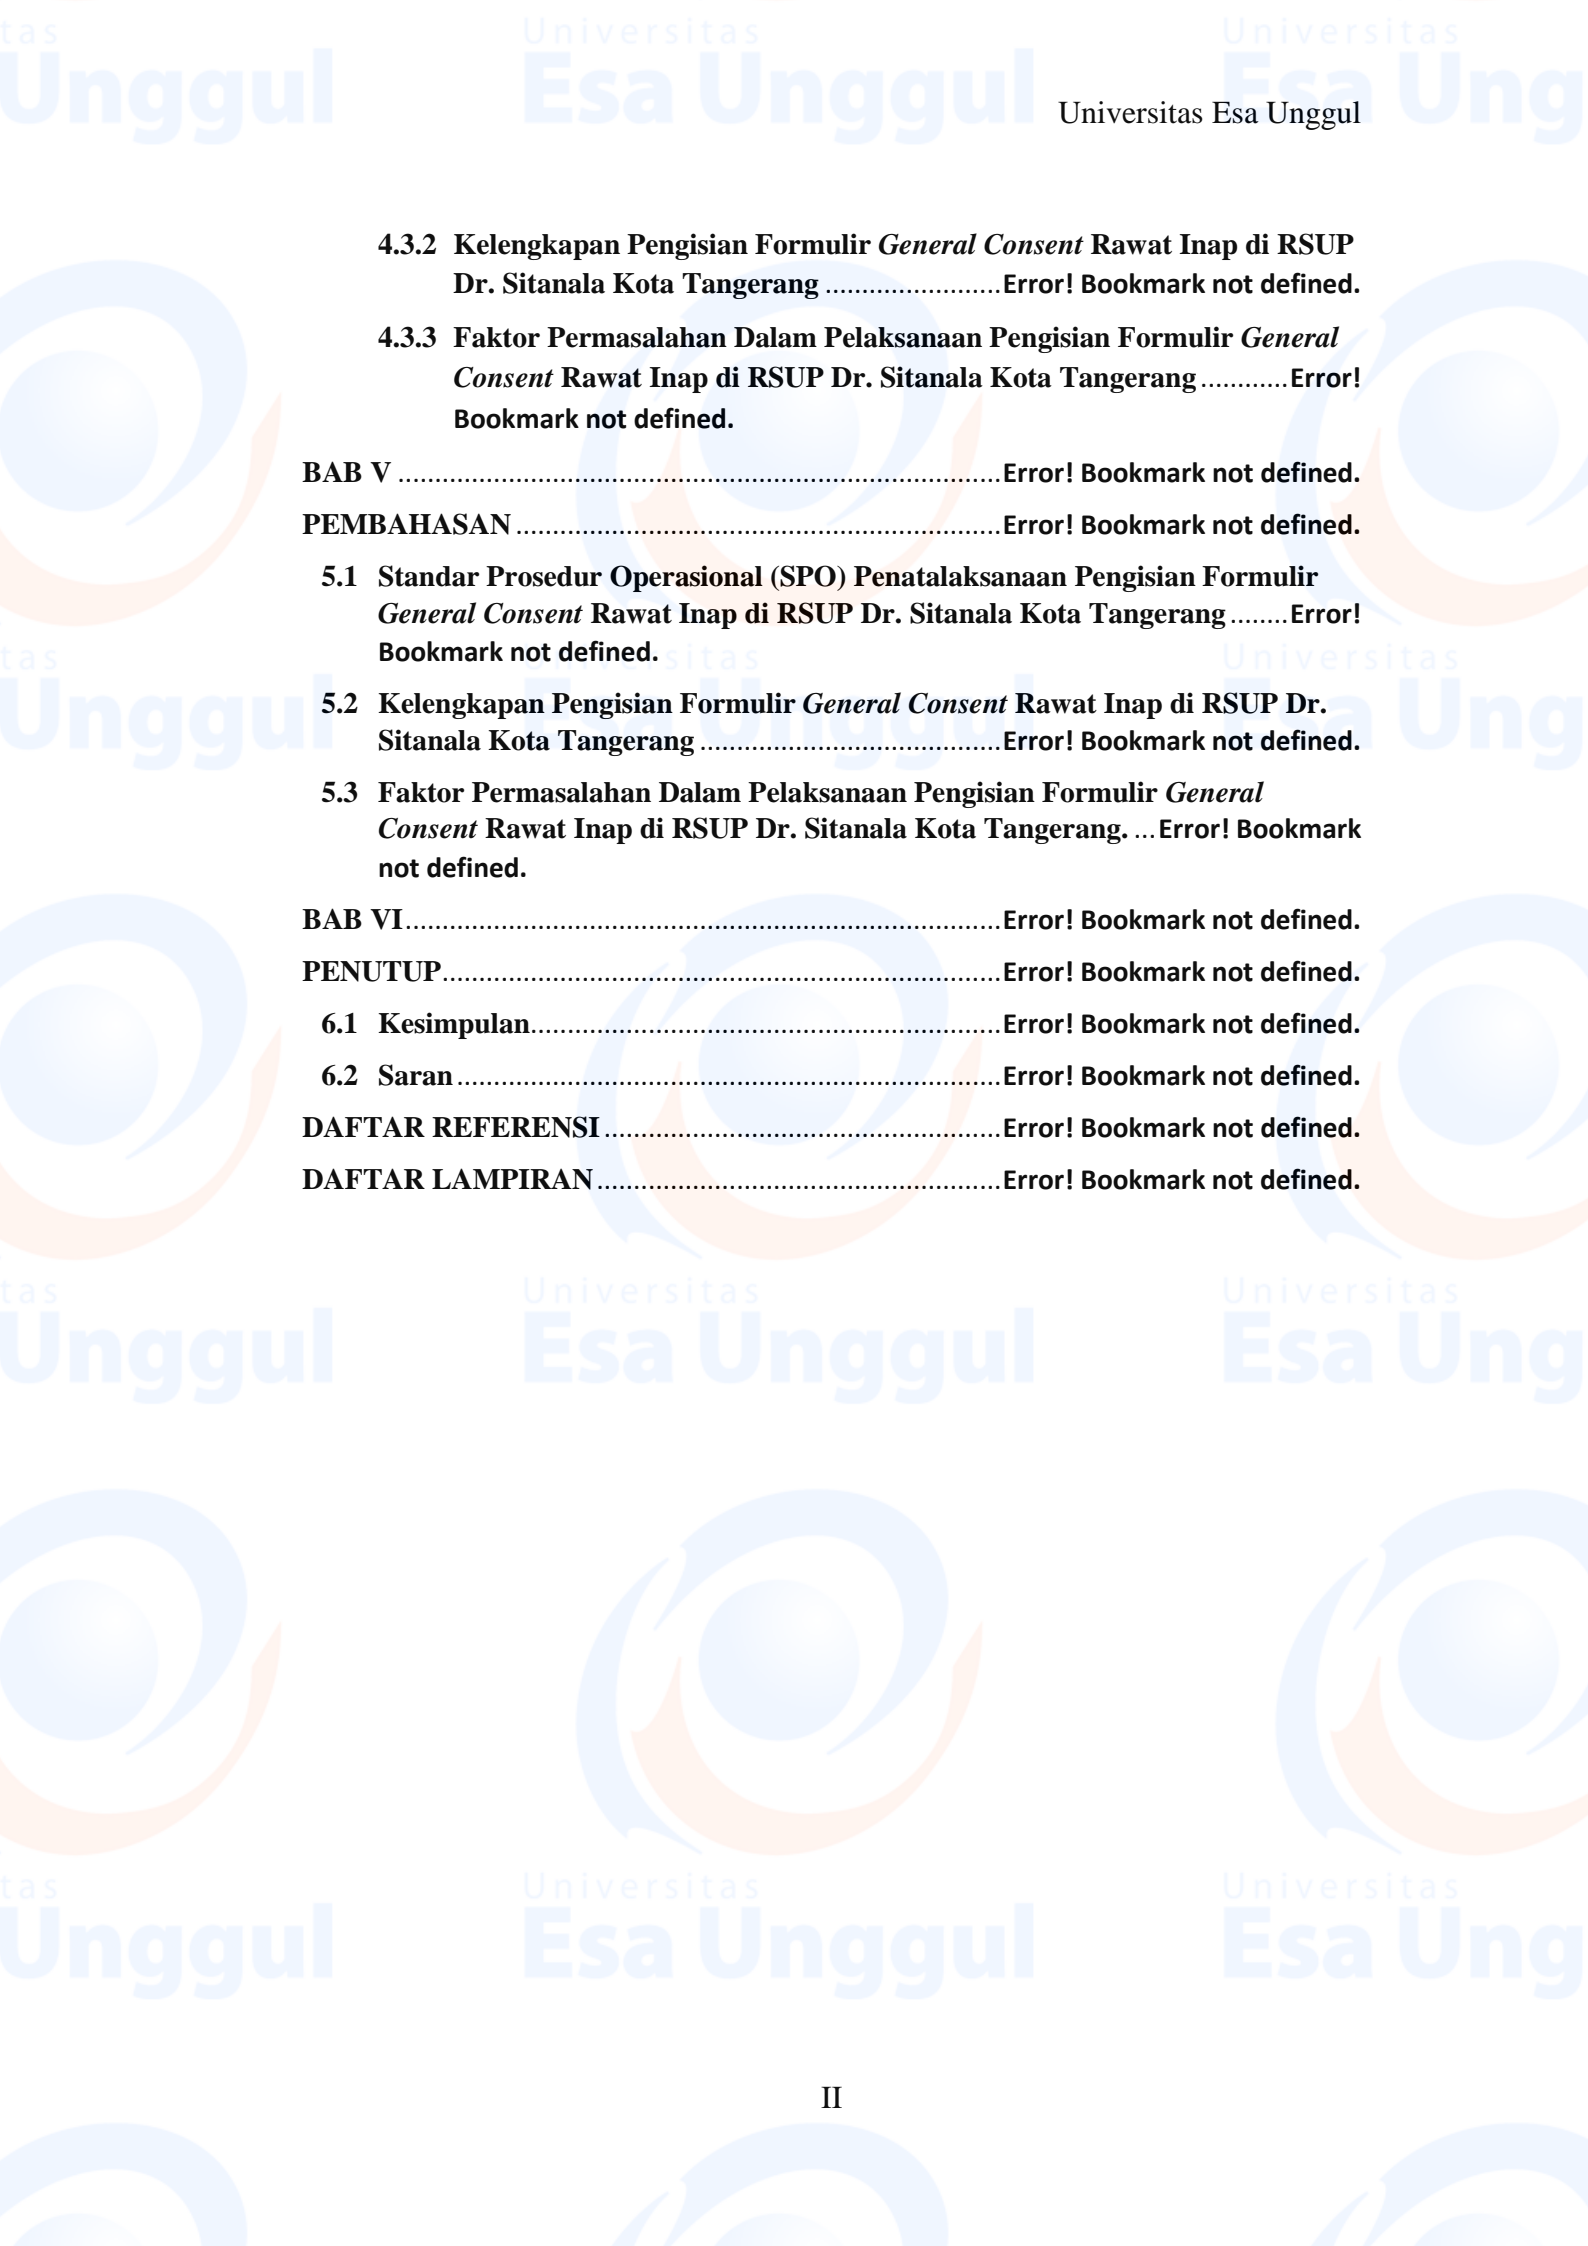 Universitas Esa Unggul
4.3.2 Kelengkapan Pengisian Formulir General Consent Rawat Inap di RSUP
Dr. Sitanala Kota Tangerang ........................Error! Bookmark not defined.
4.3.3 Faktor Permasalahan Dalam Pelaksanaan Pengisian Formulir General
Consent Rawat Inap di RSUP Dr. Sitanala Kota Tangerang ............Error!
Bookmark not defined.
BAB V ..................................................................................Error! Bookmark not defined.
PEMBAHASAN ..................................................................Error! Bookmark not defined.
5.1 Standar Prosedur Operasional (SPO) Penatalaksanaan Pengisian Formulir
General Consent Rawat Inap di RSUP Dr. Sitanala Kota Tangerang ........Error!
Bookmark not defined.
5.2 Kelengkapan Pengisian Formulir General Consent Rawat Inap di RSUP Dr.
Sitanala Kota Tangerang .........................................Error! Bookmark not defined.
5.3 Faktor Permasalahan Dalam Pelaksanaan Pengisian Formulir General
Consent Rawat Inap di RSUP Dr. Sitanala Kota Tangerang. ...Error! Bookmark
not defined.
BAB VI.................................................................................Error! Bookmark not defined.
PENUTUP............................................................................Error! Bookmark not defined.
6.1 Kesimpulan................................................................Error! Bookmark not defined.
6.2 Saran ..........................................................................Error! Bookmark not defined.
DAFTAR REFERENSI ......................................................Error! Bookmark not defined.
DAFTAR LAMPIRAN .......................................................Error! Bookmark not defined.
II